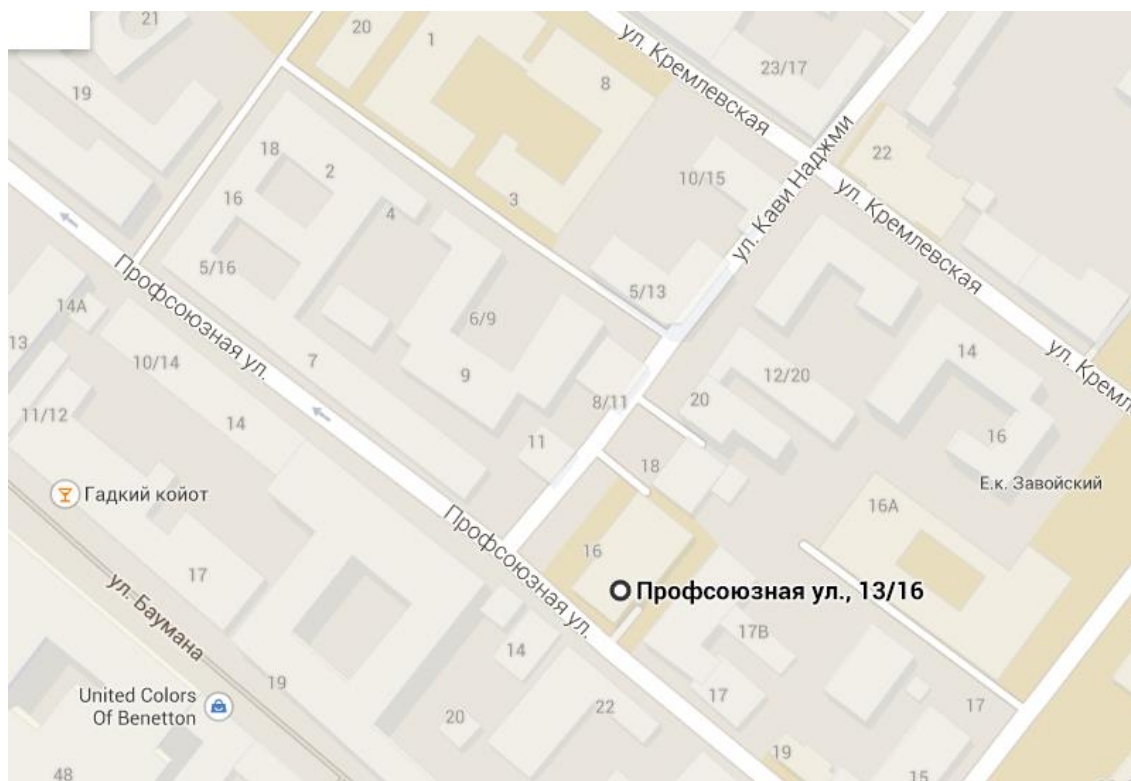 21
20
1
ул. Кремлевская
23/17
8
19
22
18
2
10/15
ул. Кави Наджми
3
16
4
ул. Кремлевская
5/16
5/13
Профсоюзная ул.
14А
6/9
13
10/14
7
9
12/20
14
ул. Кремл
11/12
14
8/11
20
11
18
16
Е.к. Завойский
Гадкий койот
16А
Профсоюзная ул.
16
17
Профсоюзная ул., 13/16
ул. Баумана
17В
14
19
United Colors
Of Benetton
20
22
17
17
19
15
48